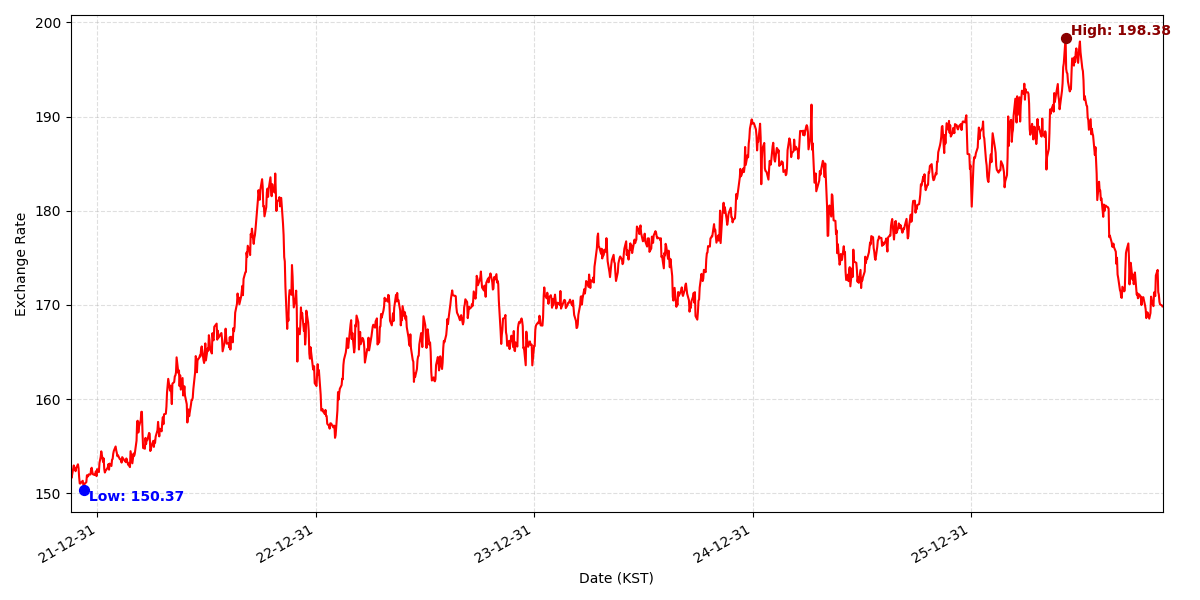 High: 198.38
Low: 150.37
200
190
180
170
160
150
Exchange Rate
21-12-31
22-12-31
23-12-31
24-12-31
25-12-31
Date (KST)